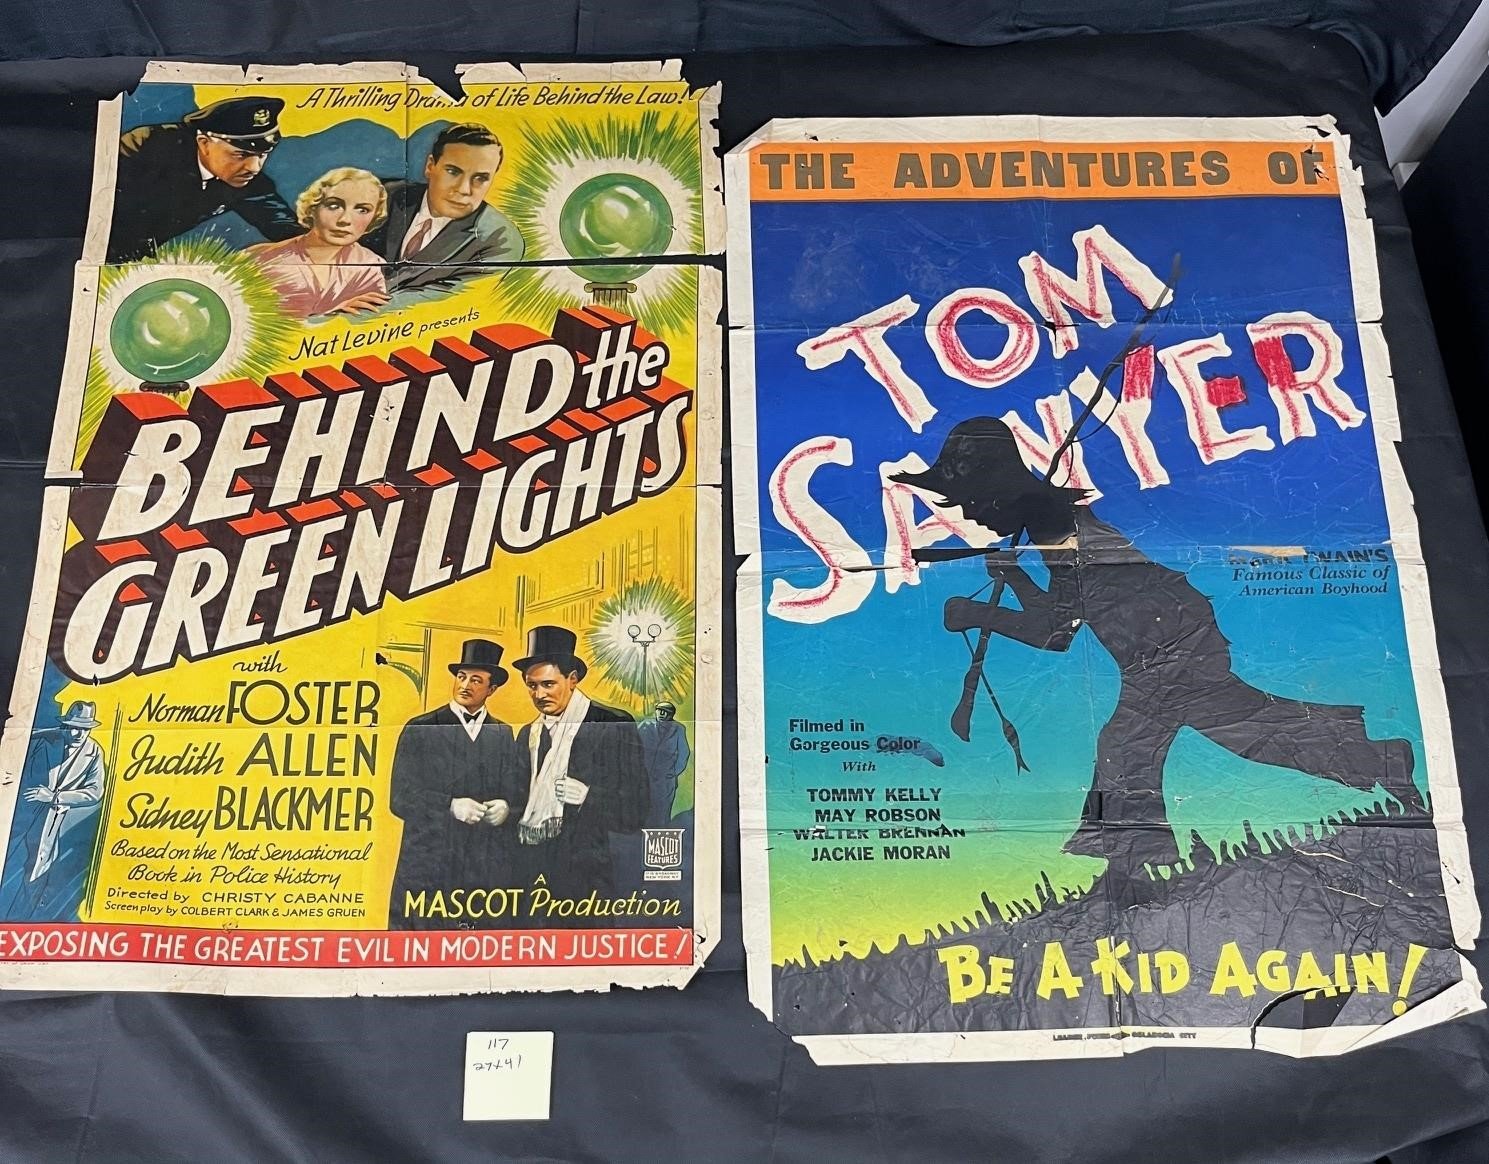 A Thrilling Drama of Life Behind the Law!
Nat Levine presents
BEHIND the
GREEN LIGHTS
with
Norman FOSTER
Judith ALLEN
Sidney BLACKMER
Based on the Most Sensational
Book in Police History
Directed by CHRISTY CABANNE
Screen play by COLBERT CLARK & JAMES GRUEN
MASCOT
FEATURES
A
MASCOT Production
EXPOSING THE GREATEST EVIL IN MODERN JUSTICE!
THE ADVENTURES OF
TOM
SAWYER
MARK TWAIN'S
Famous Classic of
American Boyhood
Filmed in
Gorgeous Color
With
TOMMY KELLY
MAY ROBSON
WALTER BRENNAN
JACKIE MORAN
BE A KID AGAIN!
CITY
117
27x41